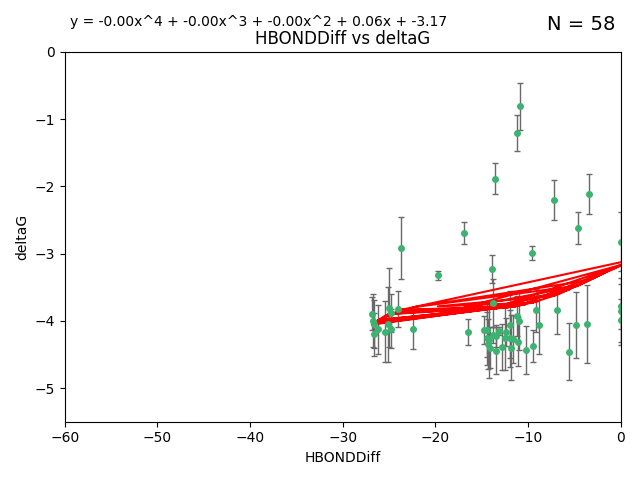 y = -0.00x^4 + -0.00x^3 + -0.00x^2 + 0.06x + -3.17
N = 58
HBONDDiff vs deltaG
0
−1
−2
−3
−4
−5
deltaG
−60 −50 −40 −30 −20 −10 0
HBONDDiff